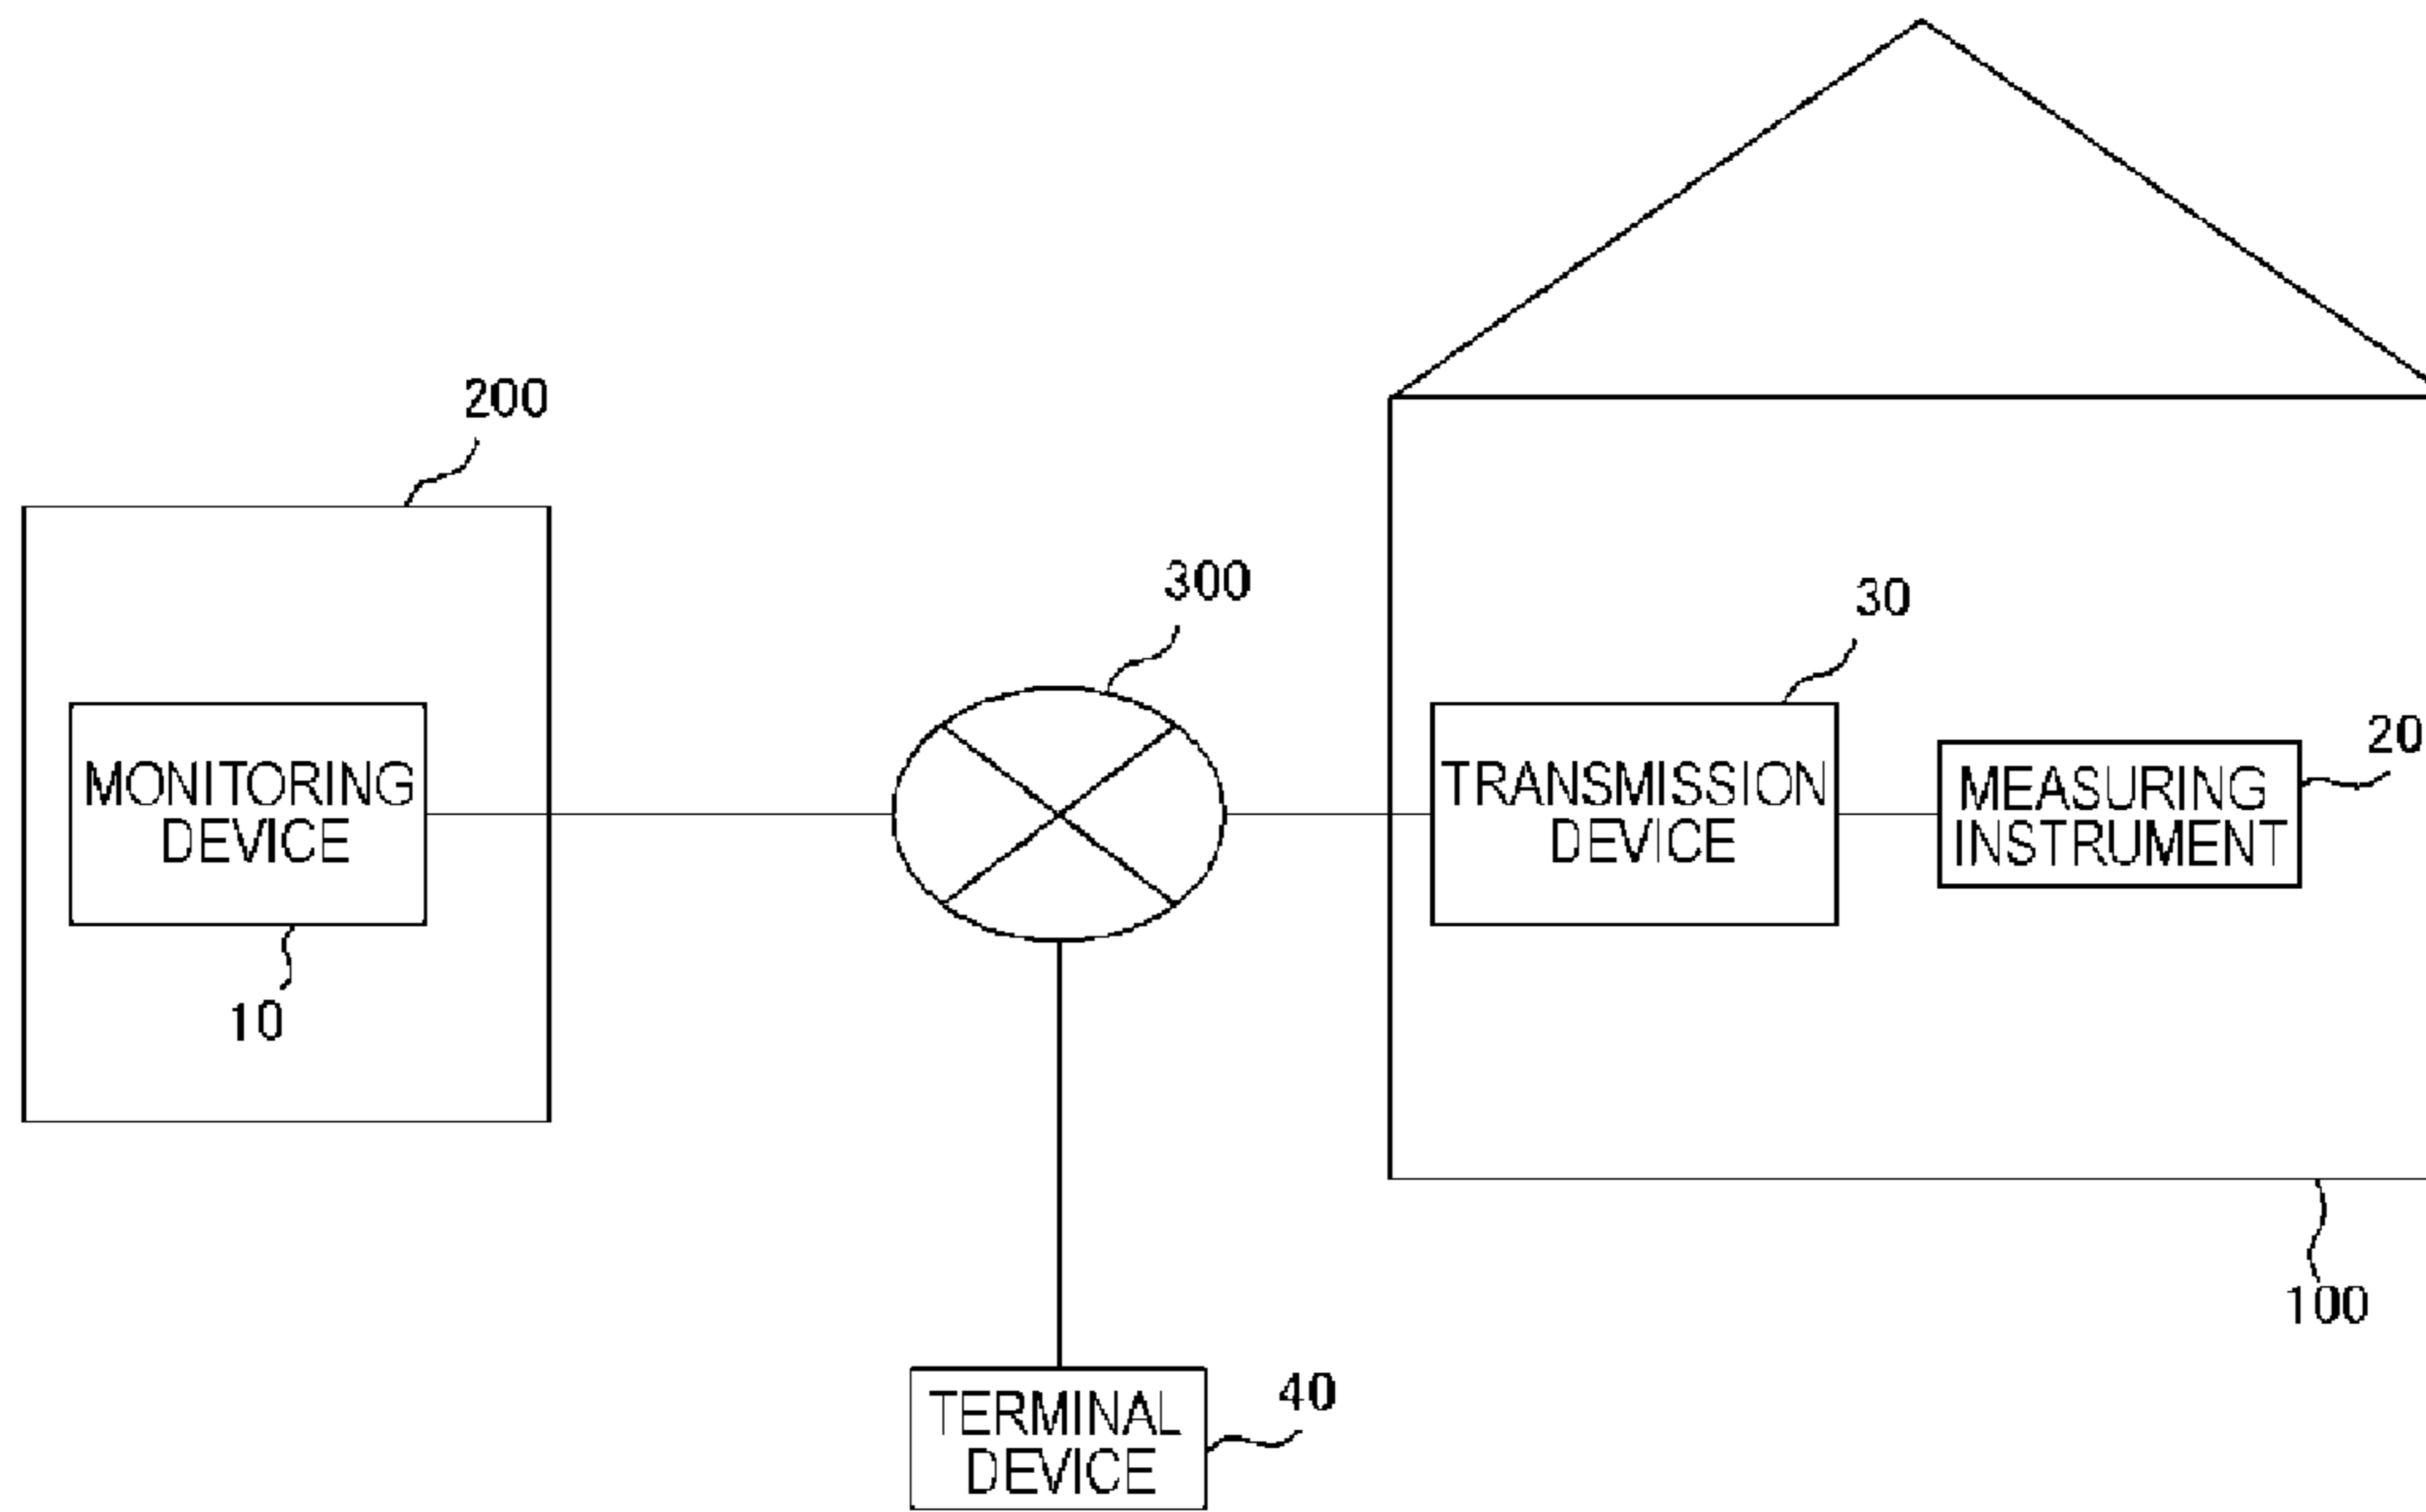 200
300
30
20
MONITORING
DEVICE
TRANSMISSION
DEVICE
MEASURING
INSTRUMENT
10
100
40
TERMINAL
DEVICE